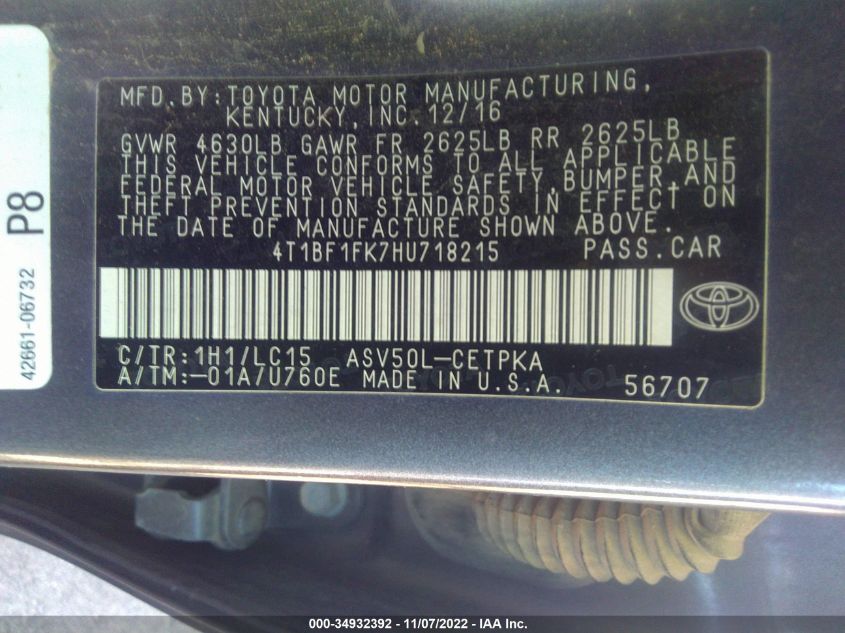 MFD.BY:TOYOTA MOTOR MANUFACTURING,
KENTUCKY,INC.12/16
GVWR 4630LB GAWR FR 2625LB RR 2625LB
THIS VEHICLE CONFORMS TO ALL APPLICABLE
FEDERAL MOTOR VEHICLE SAFETY,BUMPER,AND
THEFT PREVENTION STANDARDS IN EFFECT ON
THE DATE OF MANUFACTURE SHOWN ABOVE.
4T1BF1FK7HU718215 PASS.CAR
C/TR:1H1/LC15 ASV50L-CETPKA
A/TM:-01A/U760E MADE IN U.S.A. 56707
P8
42661-06732
000-34932392 - 11/07/2022 - IAA Inc.